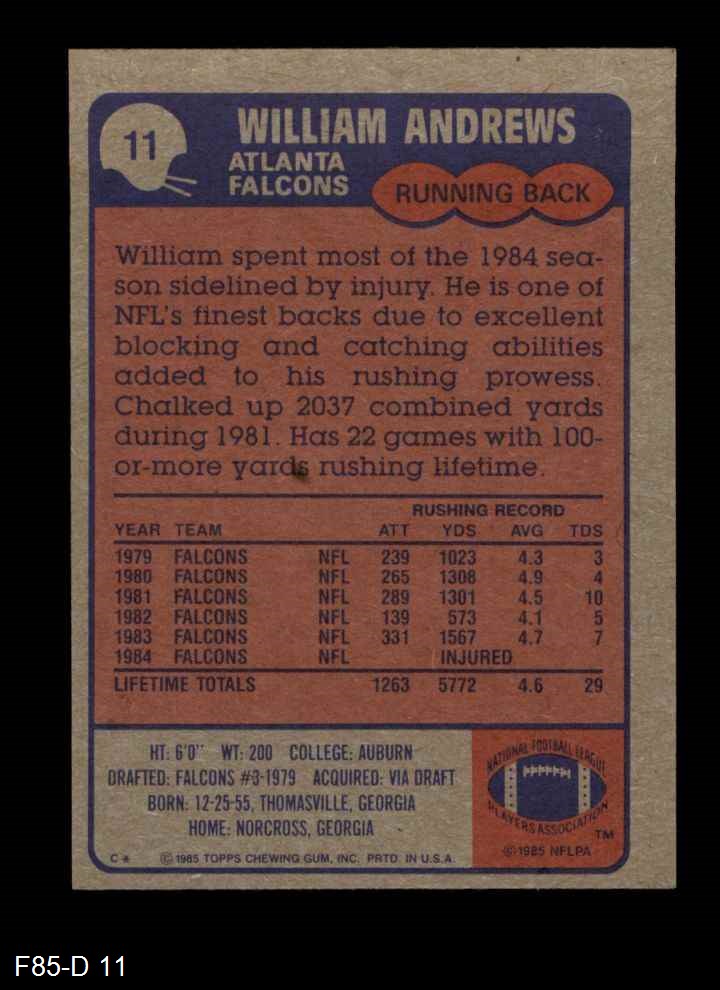 11
WILLIAM ANDREWS
ATLANTA
FALCONS
RUNNING BACK
William spent most of the 1984 sea-
son sidelined by injury. He is one of
NFL's finest backs due to excellent
blocking and catching abilities
added to his rushing prowess.
Chalked up 2037 combined yards
during 1981. Has 22 games with 100-
or-more yards rushing lifetime.
RUSHING RECORD
YEAR TEAM ATT YDS AVG TDS
1979 FALCONS NFL 239 1023 4.3 3
1980 FALCONS NFL 265 1308 4.9 4
1981 FALCONS NFL 289 1301 4.5 10
1982 FALCONS NFL 139 573 4.1 5
1983 FALCONS NFL 331 1567 4.7 7
1984 FALCONS NFL INJURED
LIFETIME TOTALS 1263 5772 4.6 29
HT: 6'0" WT: 200 COLLEGE: AUBURN
DRAFTED: FALCONS #3-1979 ACQUIRED: VIA DRAFT
BORN: 12-25-55, THOMASVILLE, GEORGIA
HOME: NORCROSS, GEORGIA
C* © 1985 TOPPS CHEWING GUM, INC. PRTD. IN U.S.A.
NATIONAL FOOTBALL LEAGUE
PLAYERS ASSOCIATION
TM
© 1985 NFLPA
F85-D 11